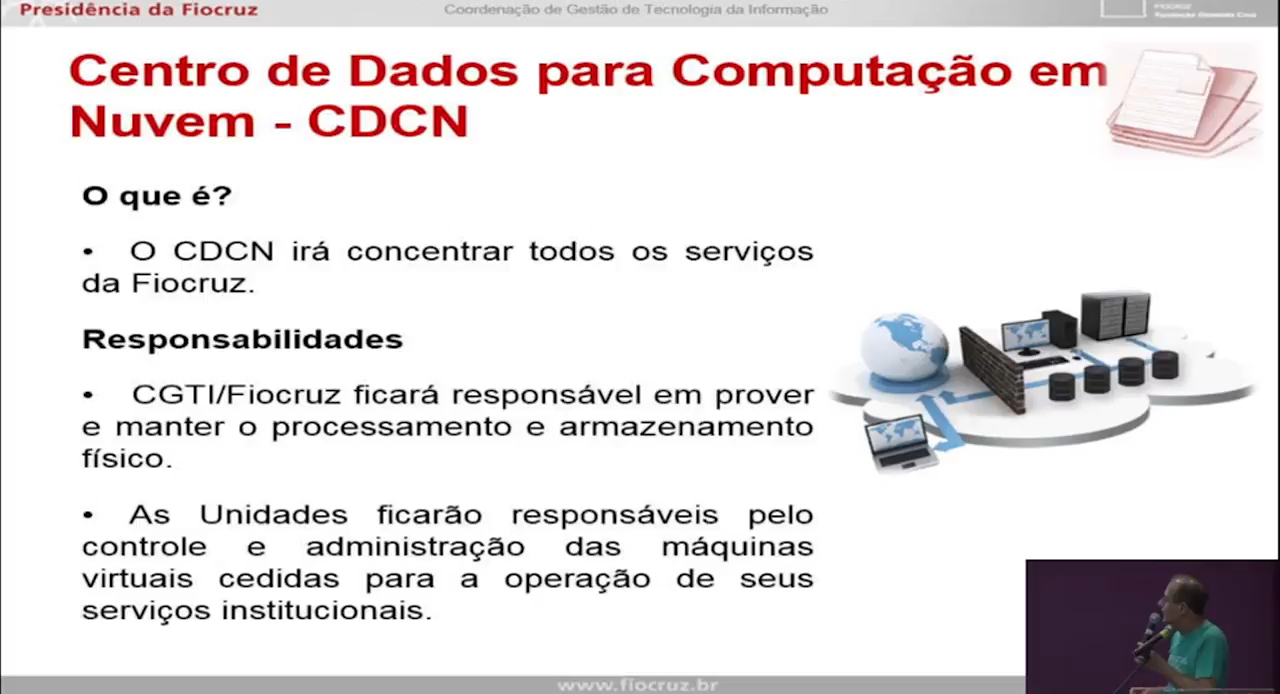 Presidência da Fiocruz
Coordenação de Gestão de Tecnologia da Informação
FIOCRUZ
Fundação Oswaldo Cruz
Centro de Dados para Computação em
Nuvem - CDCN
O que é?
• O CDCN irá concentrar todos os serviços
da Fiocruz.
Responsabilidades
• CGTI/Fiocruz ficará responsável em prover
e manter o processamento e armazenamento
físico.
• As Unidades ficarão responsáveis pelo
controle e administração das máquinas
virtuais cedidas para a operação de seus
serviços institucionais.
www.fiocruz.br